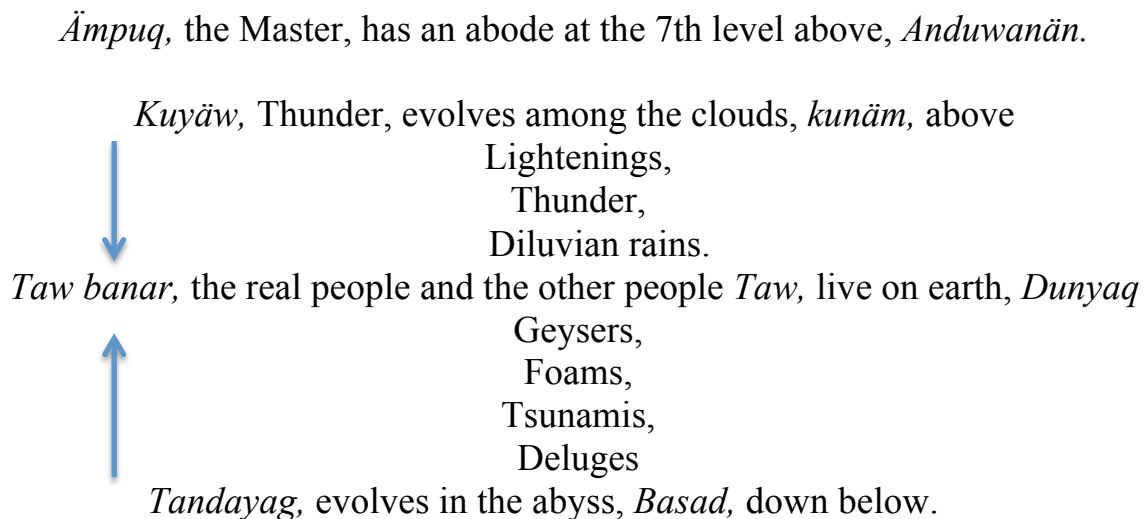 Ämpuq, the Master, has an abode at the 7th level above, Anduwanän.
Kuyäw, Thunder, evolves among the clouds, kunäm, above
Lightenings,
Thunder,
Diluvian rains.
Taw banar, the real people and the other people Taw, live on earth, Dunyaq
Geysers,
Foams,
Tsunamis,
Deluges
Tandayag, evolves in the abyss, Basad, down below.